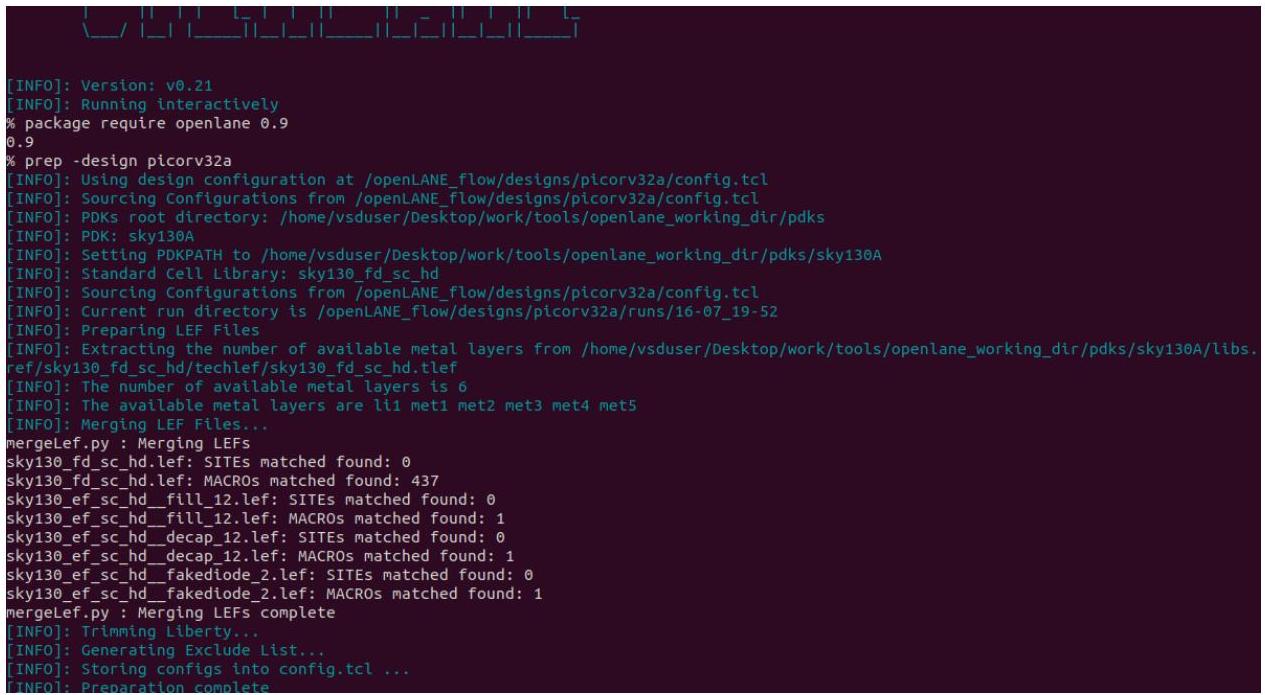 [INFO]: Version: v0.21
[INFO]: Running interactively
% package require openlane 0.9
0.9
% prep -design picorv32a
[INFO]: Using design configuration at /openLANE_flow/designs/picorv32a/config.tcl
[INFO]: Sourcing Configurations from /openLANE_flow/designs/picorv32a/config.tcl
[INFO]: PDKs root directory: /home/vsduser/Desktop/work/tools/openlane_working_dir/pdks
[INFO]: PDK: sky130A
[INFO]: Setting PDKPATH to /home/vsduser/Desktop/work/tools/openlane_working_dir/pdks/sky130A
[INFO]: Standard Cell Library: sky130_fd_sc_hd
[INFO]: Sourcing Configurations from /openLANE_flow/designs/picorv32a/config.tcl
[INFO]: Current run directory is /openLANE_flow/designs/picorv32a/runs/16-07_19-52
[INFO]: Preparing LEF Files
[INFO]: Extracting the number of available metal layers from /home/vsduser/Desktop/work/tools/openlane_working_dir/pdks/sky130A/libs.
ref/sky130_fd_sc_hd/techlef/sky130_fd_sc_hd.tlef
[INFO]: The number of available metal layers is 6
[INFO]: The available metal layers are li1 met1 met2 met3 met4 met5
[INFO]: Merging LEF Files...
mergeLef.py : Merging LEFs
sky130_fd_sc_hd.lef: SITEs matched found: 0
sky130_fd_sc_hd.lef: MACROs matched found: 437
sky130_ef_sc_hd__fill_12.lef: SITEs matched found: 0
sky130_ef_sc_hd__fill_12.lef: MACROs matched found: 1
sky130_ef_sc_hd__decap_12.lef: SITEs matched found: 0
sky130_ef_sc_hd__decap_12.lef: MACROs matched found: 1
sky130_ef_sc_hd__fakediode_2.lef: SITEs matched found: 0
sky130_ef_sc_hd__fakediode_2.lef: MACROs matched found: 1
mergeLef.py : Merging LEFs complete
[INFO]: Trimming Liberty...
[INFO]: Generating Exclude List...
[INFO]: Storing configs into config.tcl ...
[INFO]: Preparation complete